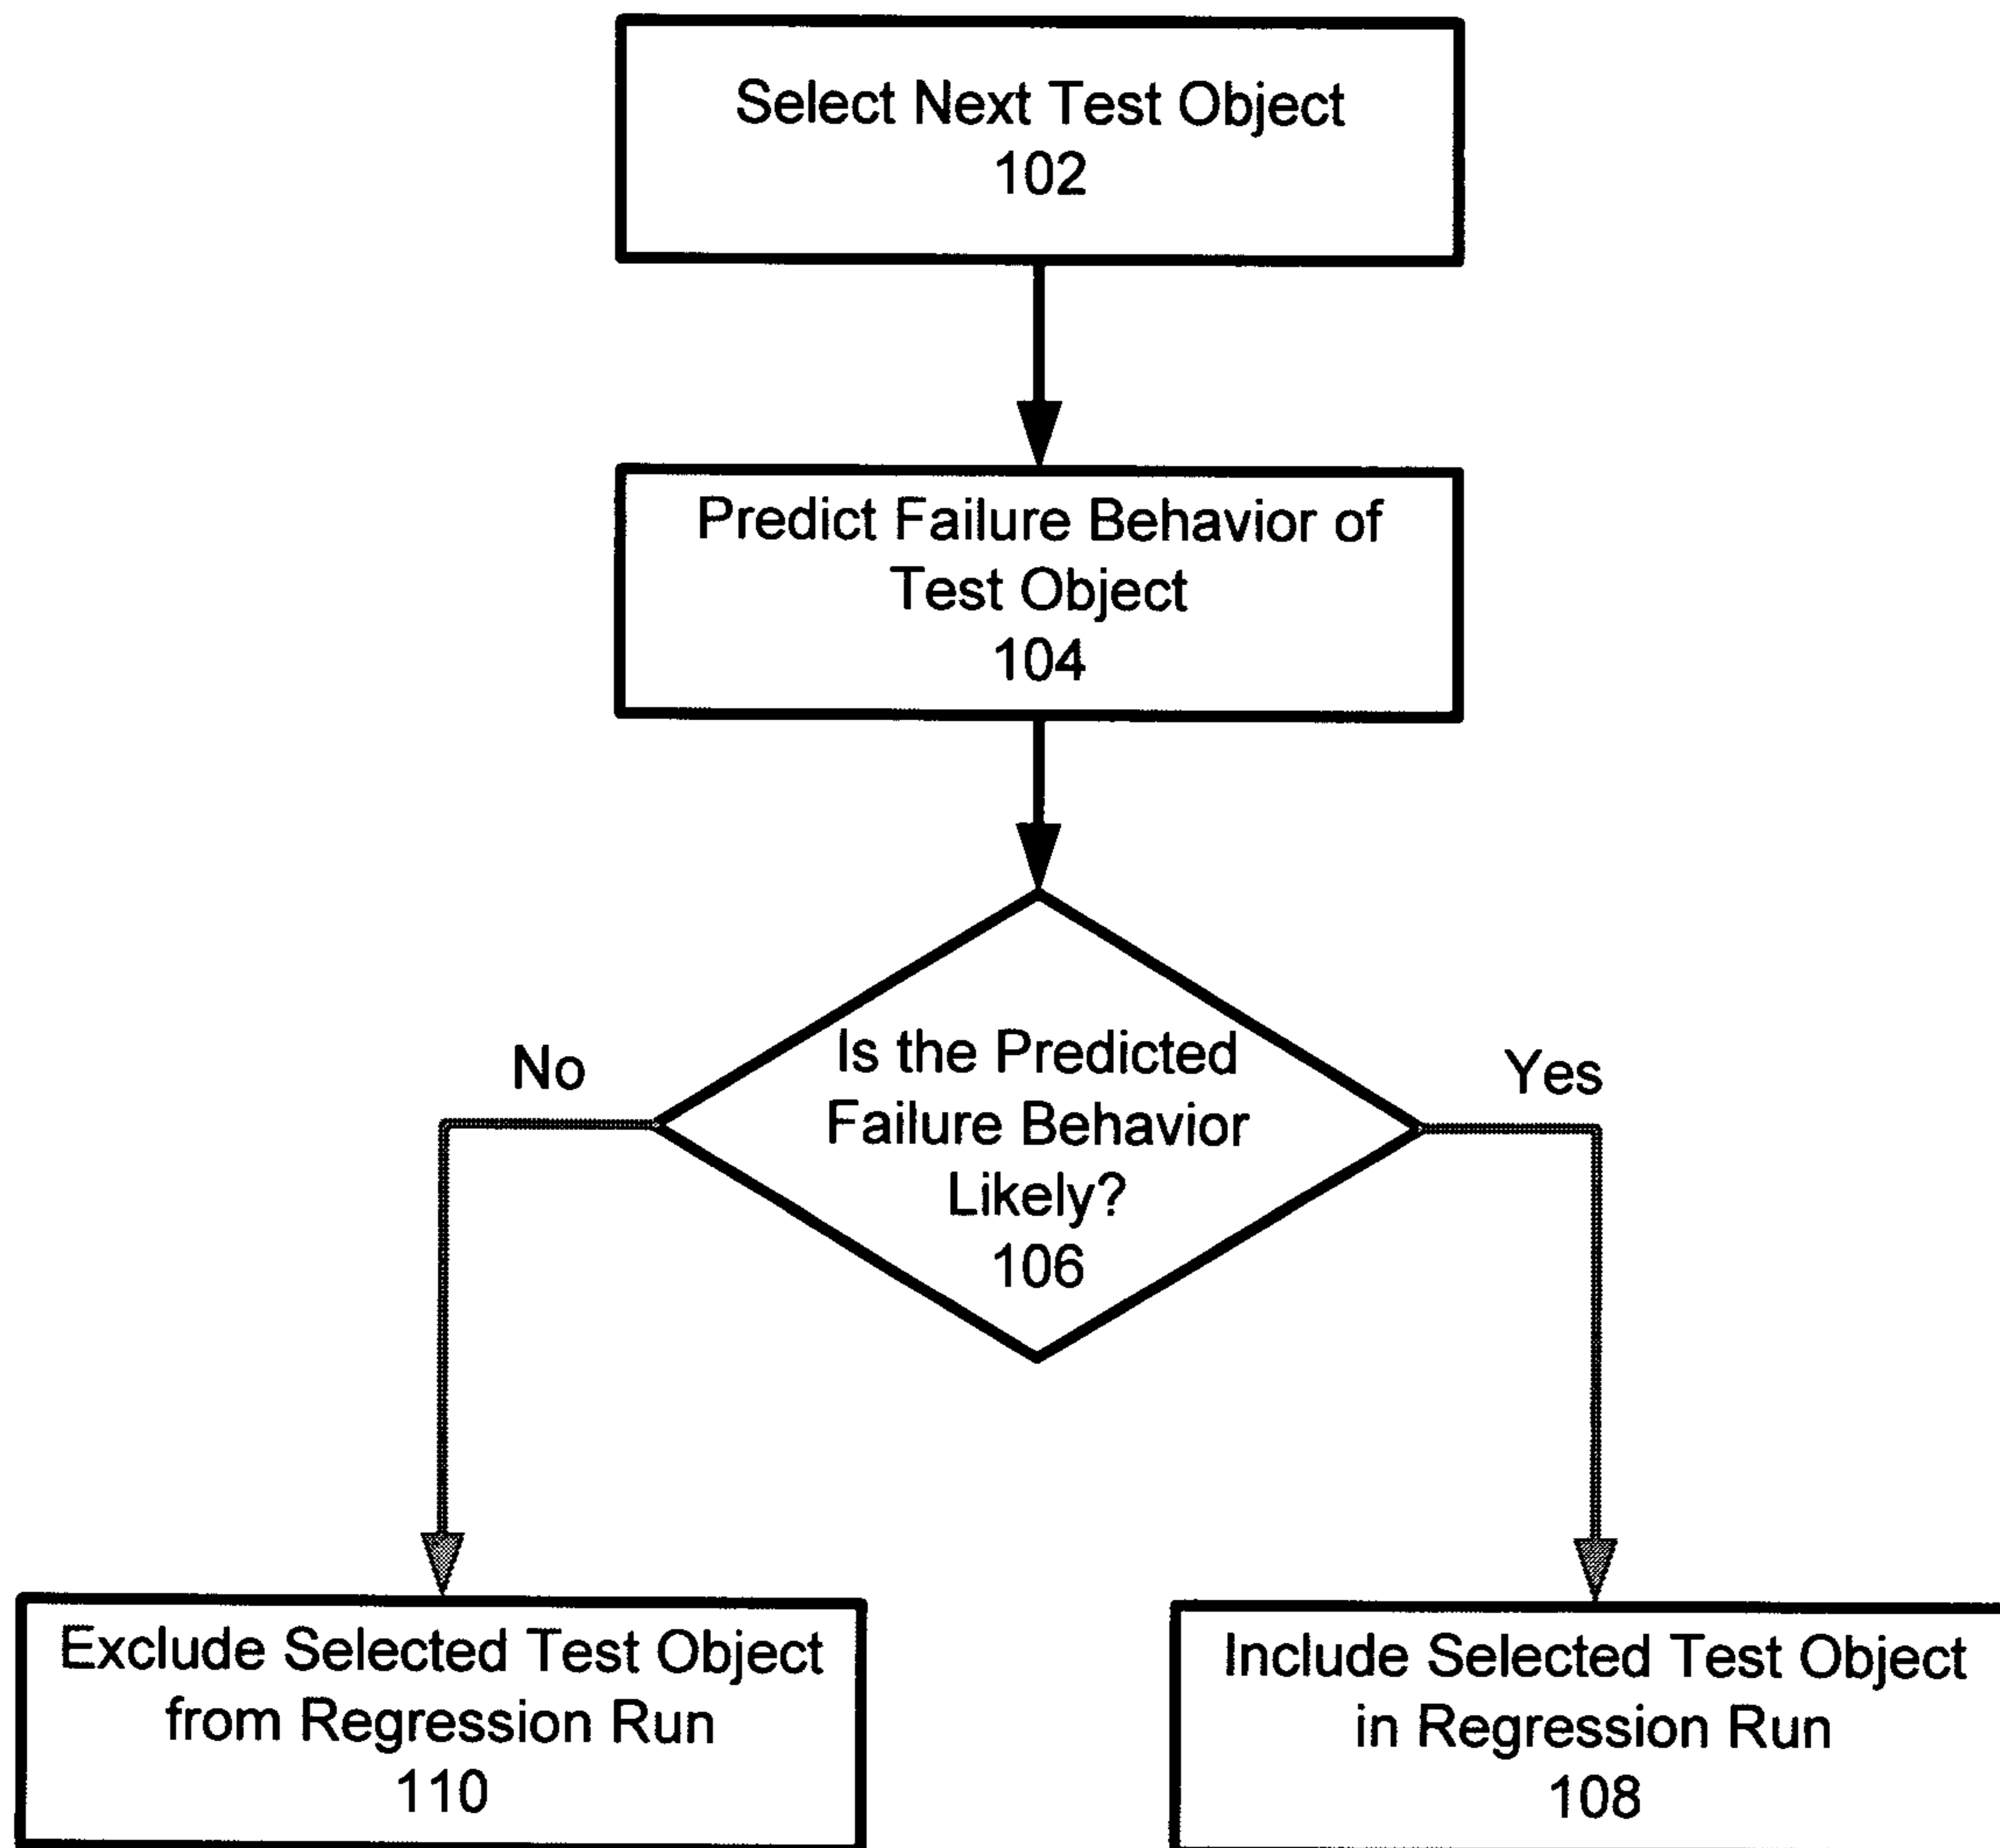 Select Next Test Object
102
Predict Failure Behavior of
Test Object
104
Is the Predicted
Failure Behavior
Likely?
106
No
Yes
Exclude Selected Test Object
from Regression Run
110
Include Selected Test Object
in Regression Run
108